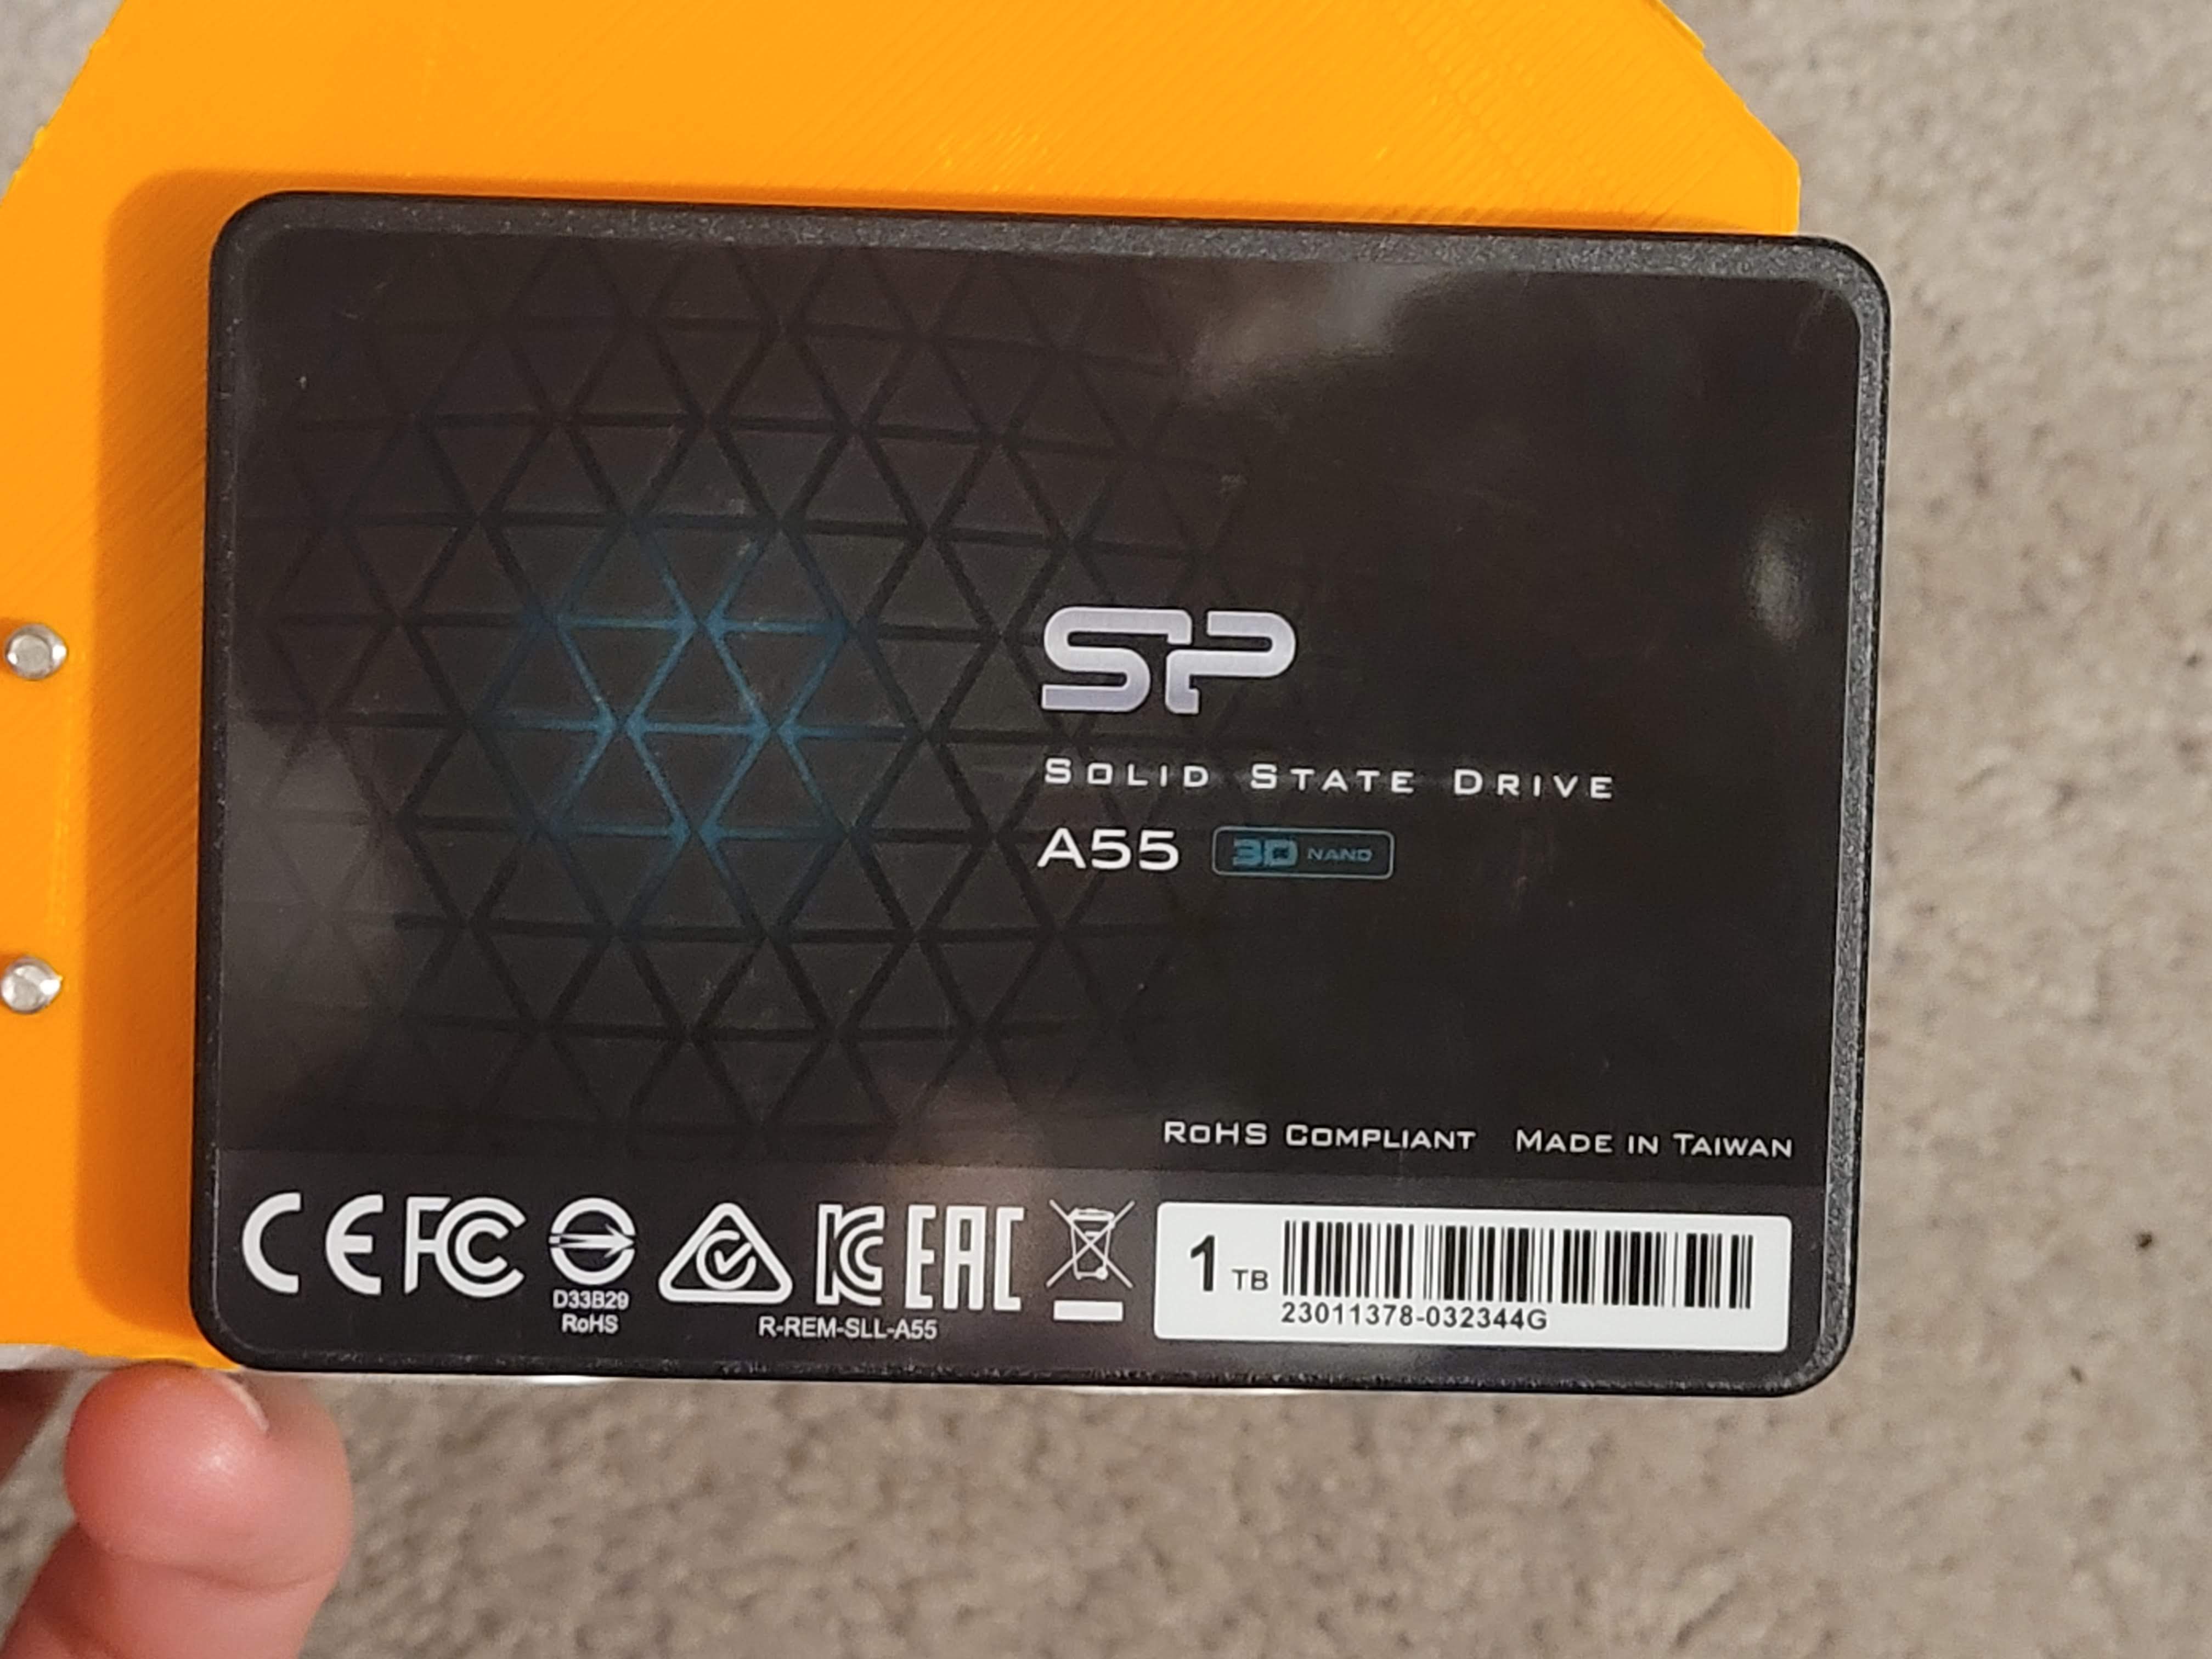 SP
SOLID STATE DRIVE
A55 3D NAND
RoHS COMPLIANT MADE IN TAIWAN
CE FC D33B29 RoHS R-REM-SLL-A55 KC EAC
1 TB
23011378-032344G